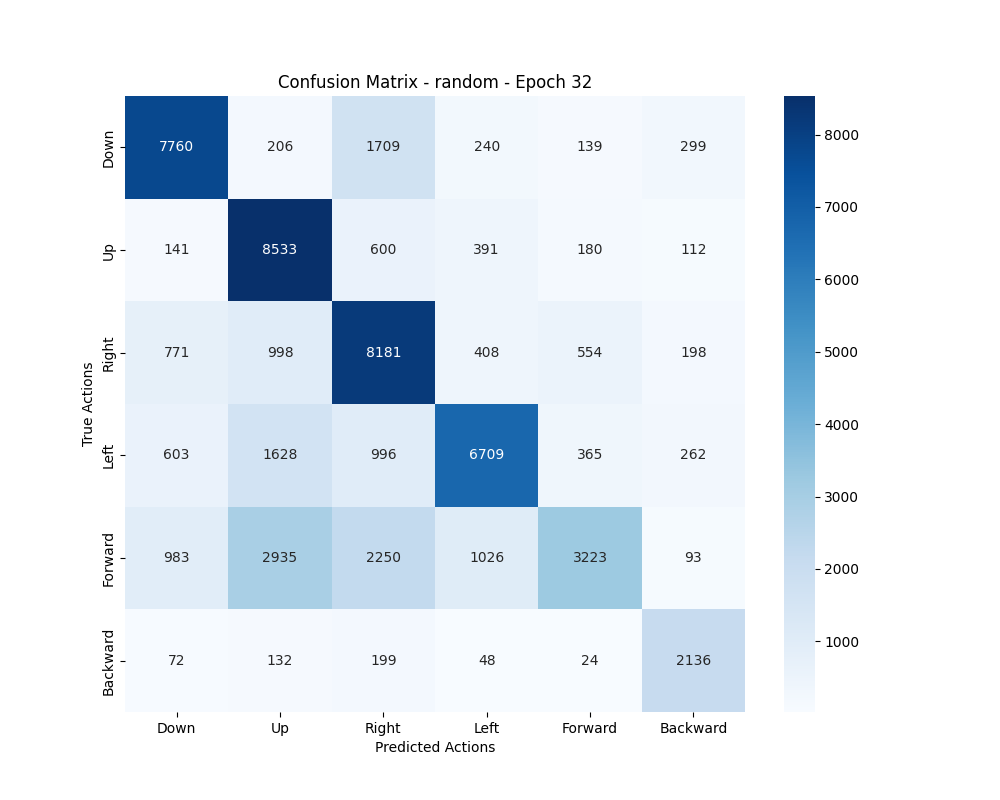 Confusion Matrix - random - Epoch 32
True Actions
Down 7760 206 1709 240 139 299
Up 141 8533 600 391 180 112
Right 771 998 8181 408 554 198
Left 603 1628 996 6709 365 262
Forward 983 2935 2250 1026 3223 93
Backward 72 132 199 48 24 2136
Down Up Right Left Forward Backward
Predicted Actions
8000
7000
6000
5000
4000
3000
2000
1000